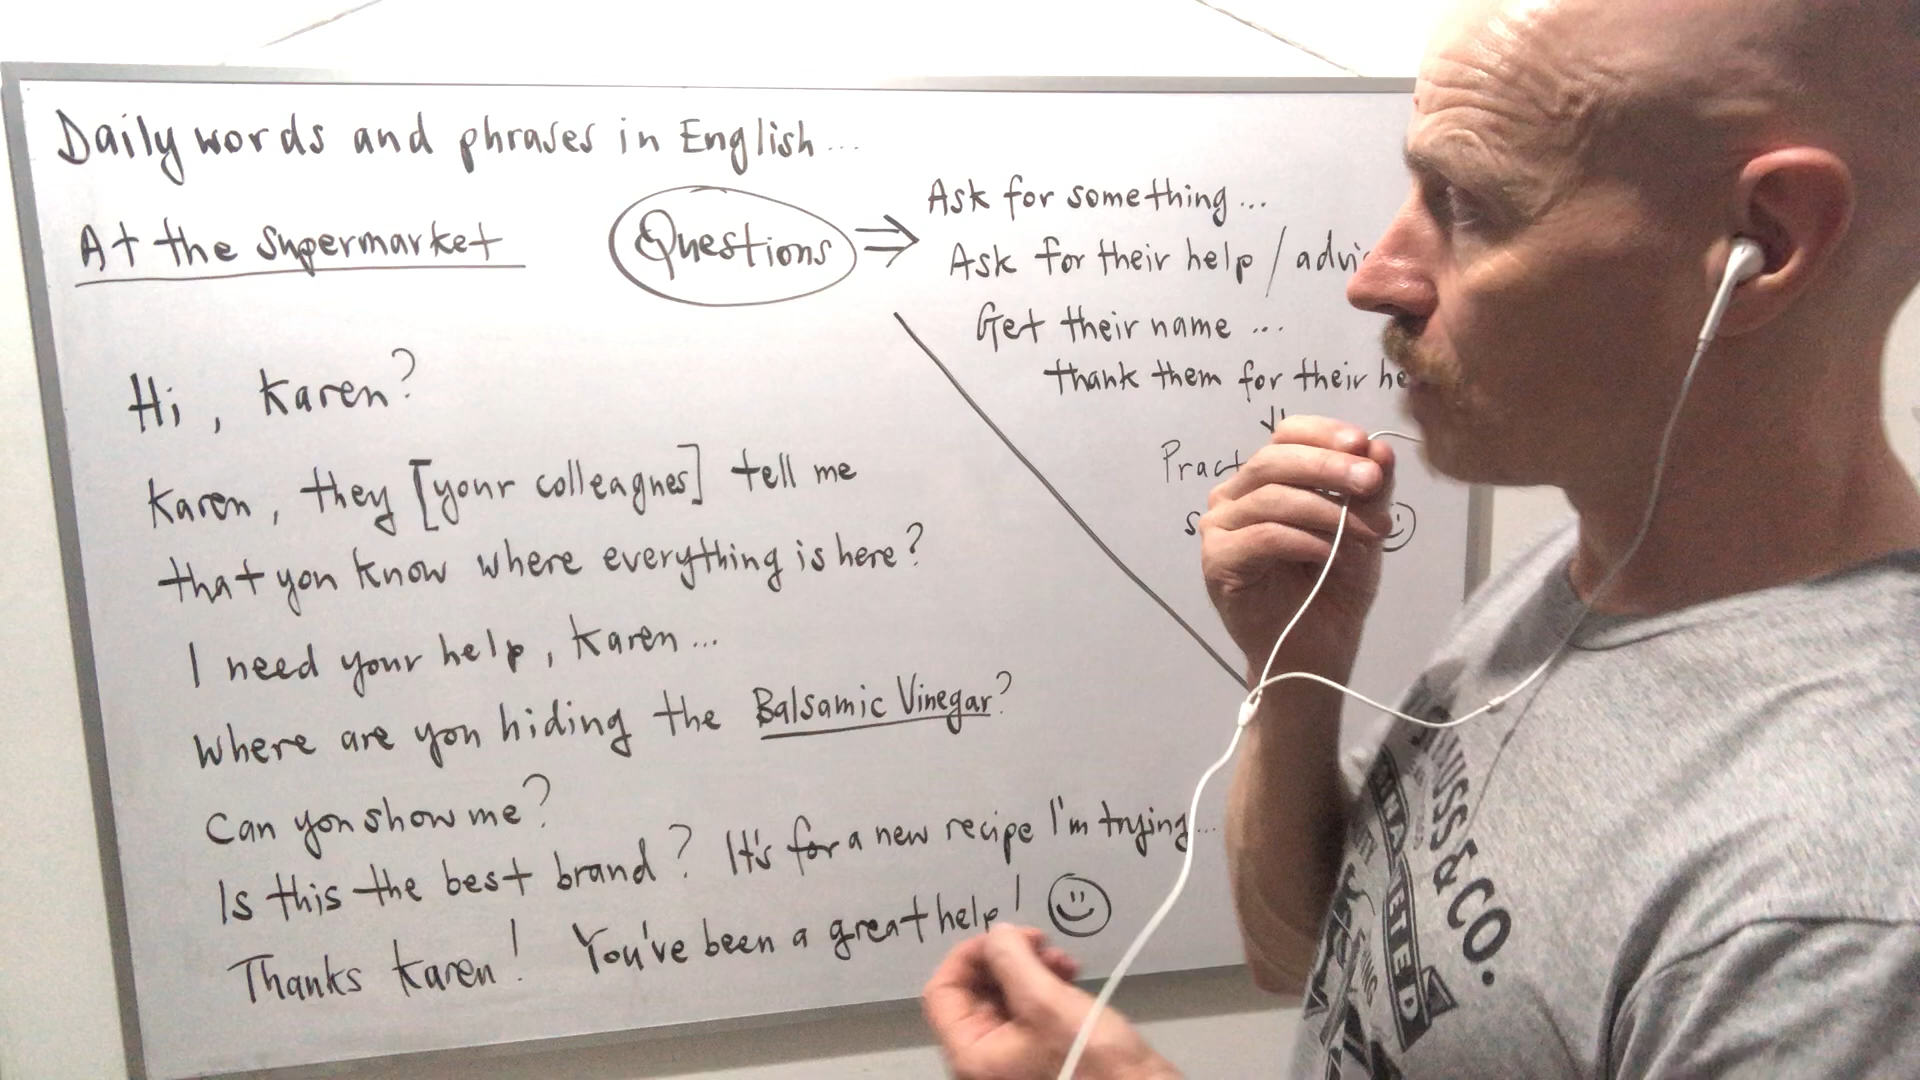 Daily words and phrases in English...
At the supermarket
Questions ⇒
Ask for something...
Ask for their help /
Get their name ...
thank them for their
Hi, Karen?
Karen, they [your colleagues] tell me
that you know where everything is here?
I need your help, Karen...
Where are you hiding the Balsamic Vinegar?
Can you show me?
Is this the best brand? It's for a new recipe I'm trying...
Thanks Karen! You've been a great help!
& CO.